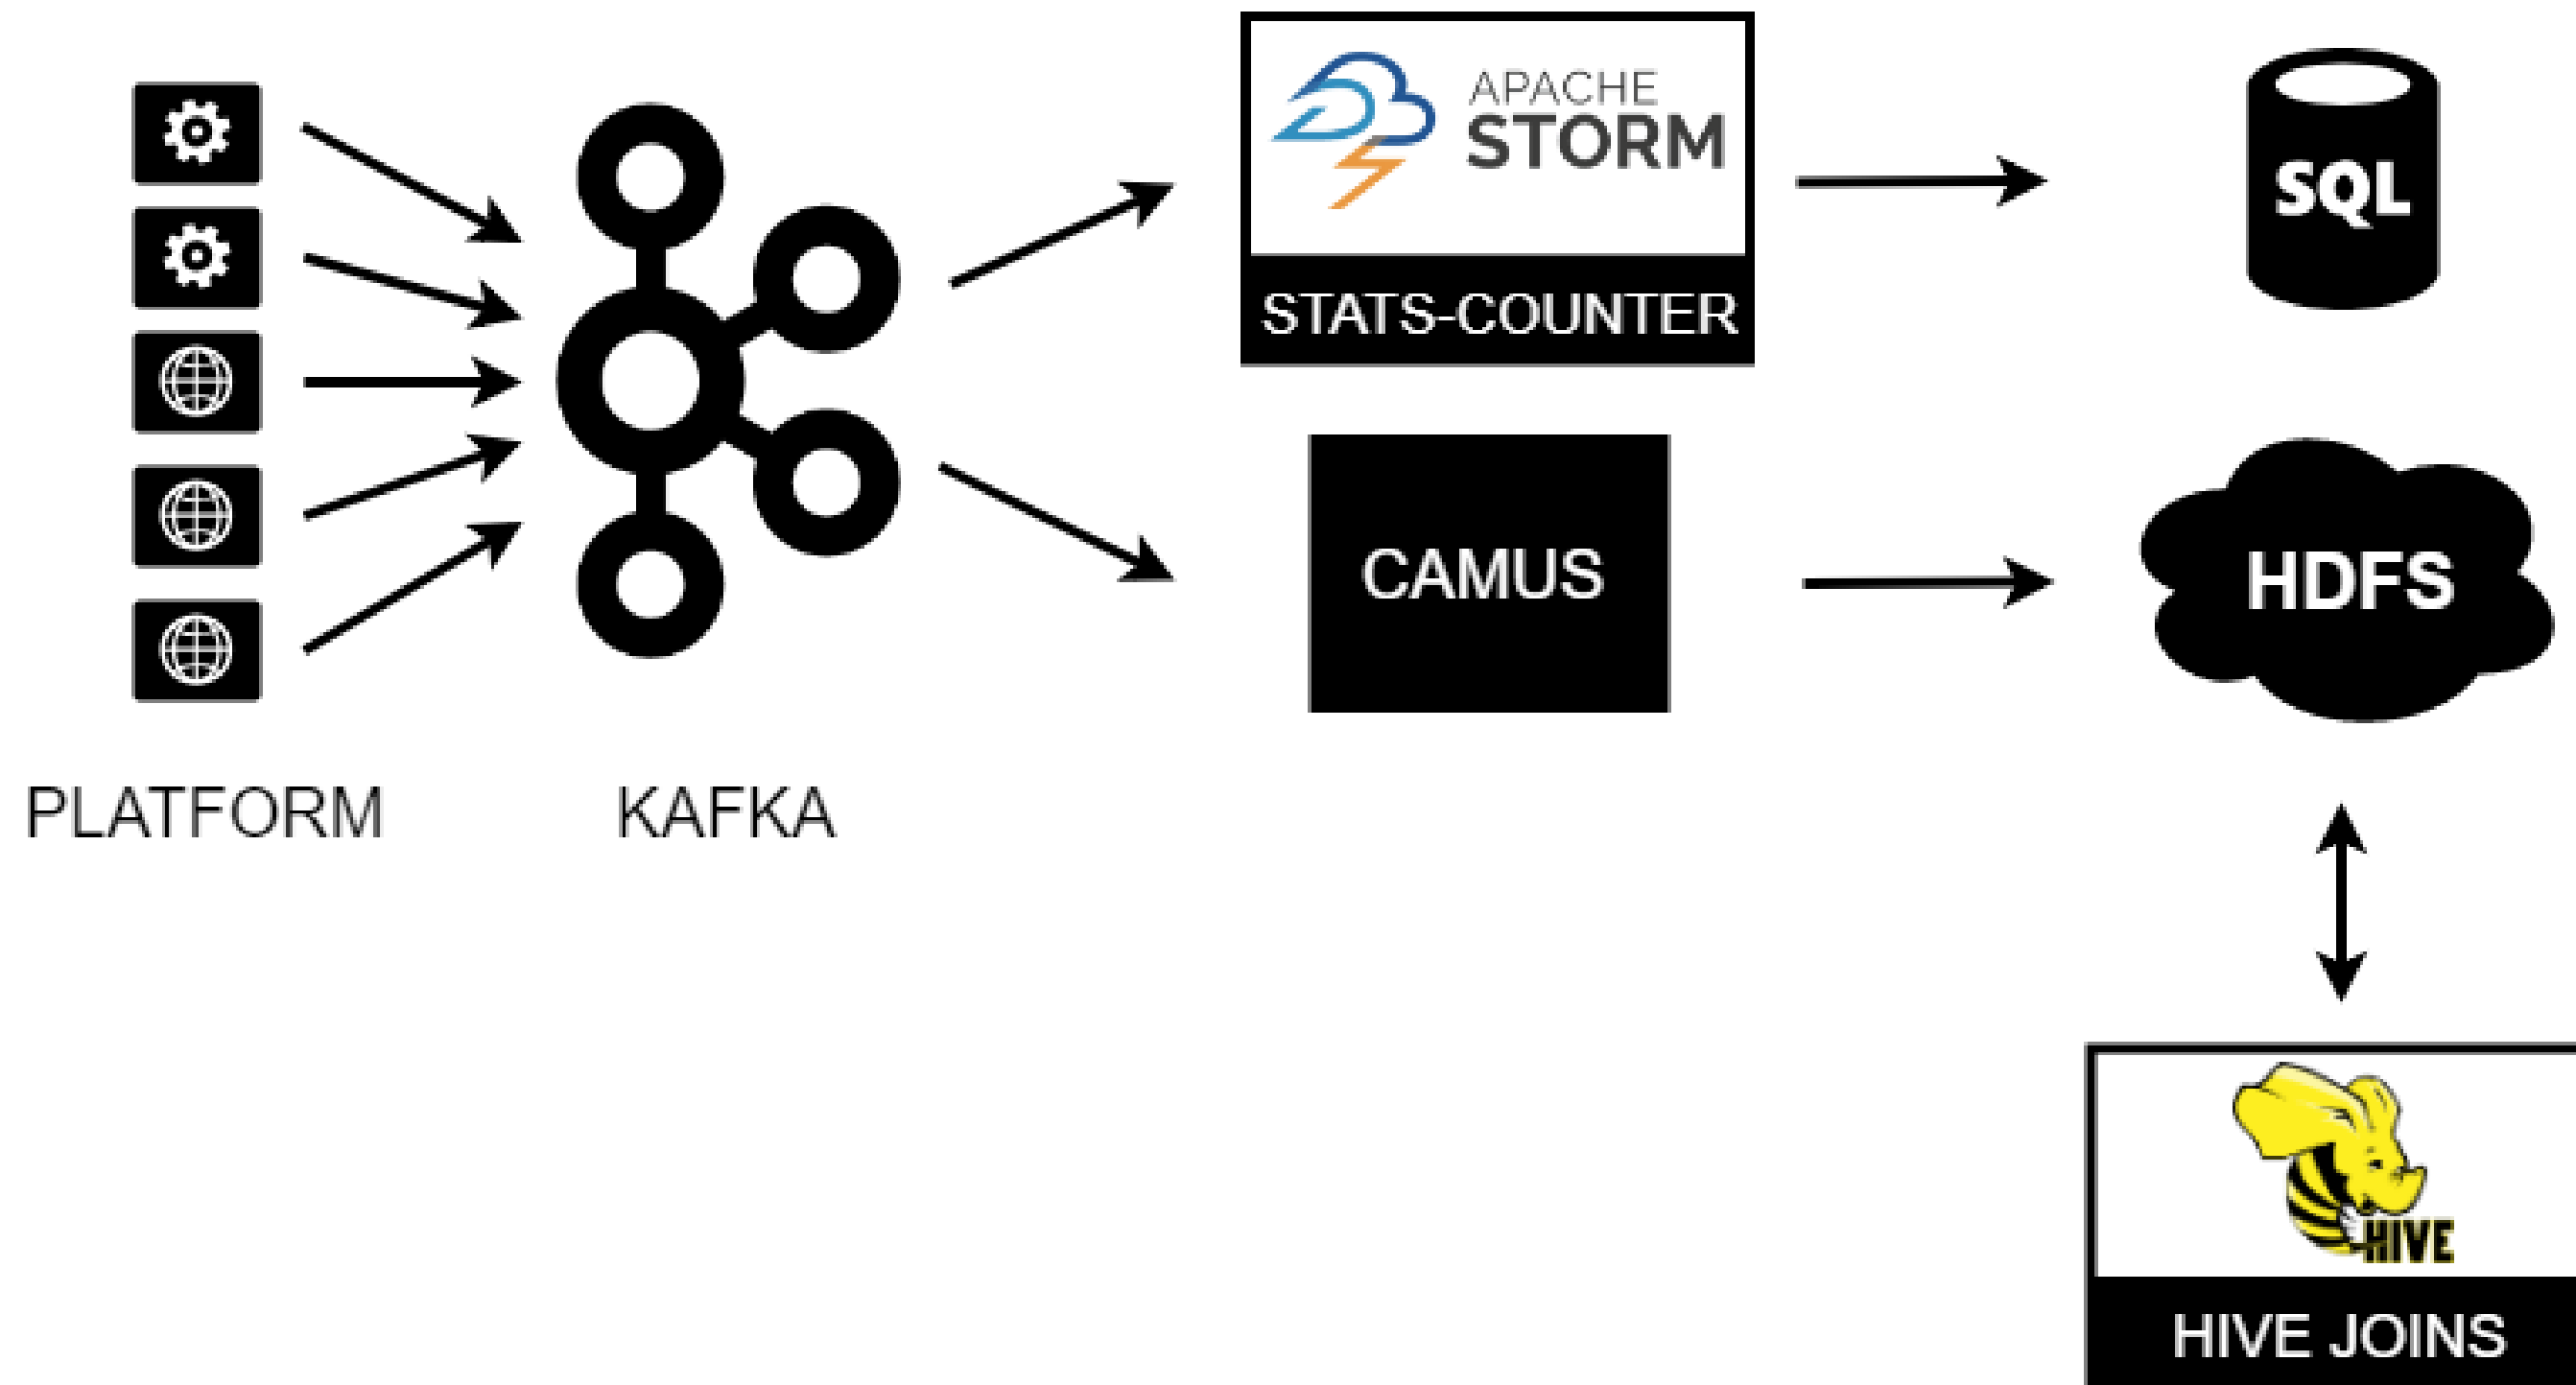 APACHE
STORM
STATS-COUNTER
SQL
CAMUS
HDFS
PLATFORM
KAFKA
HIVE
HIVE JOINS